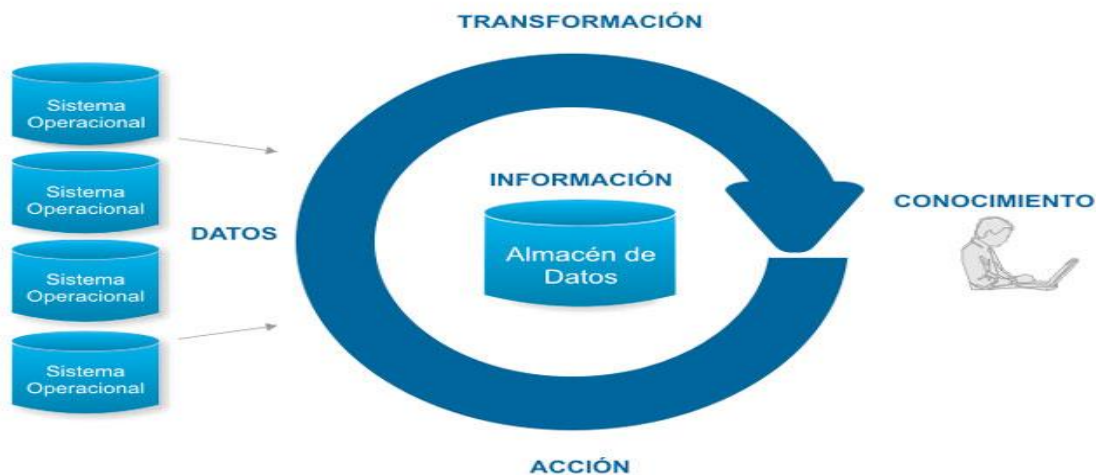 TRANSFORMACIÓN
Sistema
Operacional
Sistema
Operacional
Sistema
Operacional
Sistema
Operacional
DATOS
INFORMACIÓN
Almacén de
Datos
CONOCIMIENTO
ACCIÓN